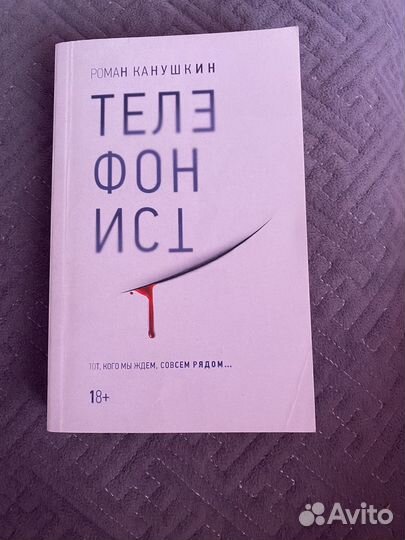 РОМАН КАНУШКИН
ТЕЛЕ
ФОН
ИСТ
ТОТ, КОГО МЫ ЖДЕМ, СОВСЕМ РЯДОМ...
18+
Avito